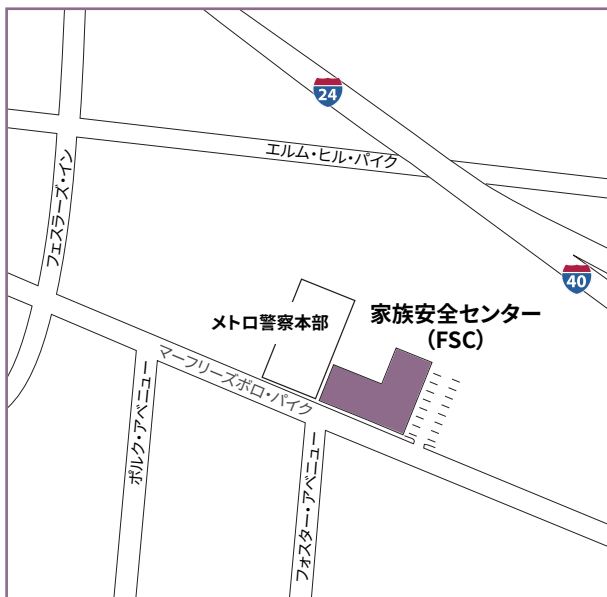 24
エルム・ヒル・パイク
フェスラーズ・イン
40
家族安全センター
（FSC）
メトロ警察本部
マーフリーズボロ・パイク
ポルク・アベニュー
フォスター・アベニュー